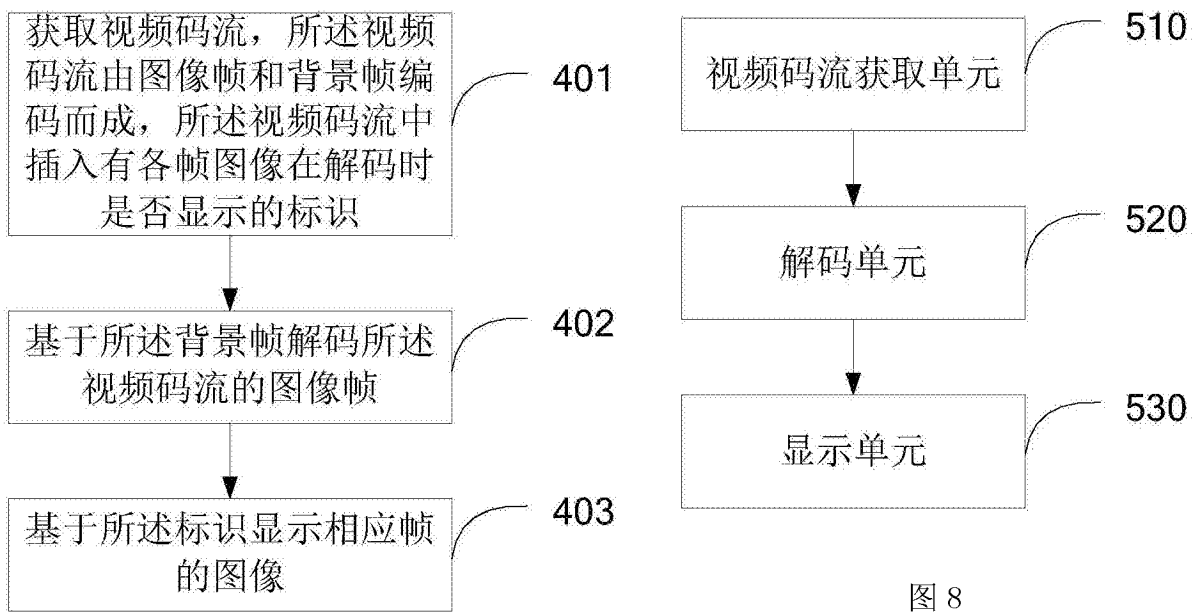 获取视频码流，所述视频
码流由图像帧和背景帧编
码而成，所述视频码流中
插入有各帧图像在解码时
是否显示的标识
401
基于所述背景帧解码所述
视频码流的图像帧
402
基于所述标识显示相应帧
的图像
403
视频码流获取单元
510
解码单元
520
显示单元
530
图 8